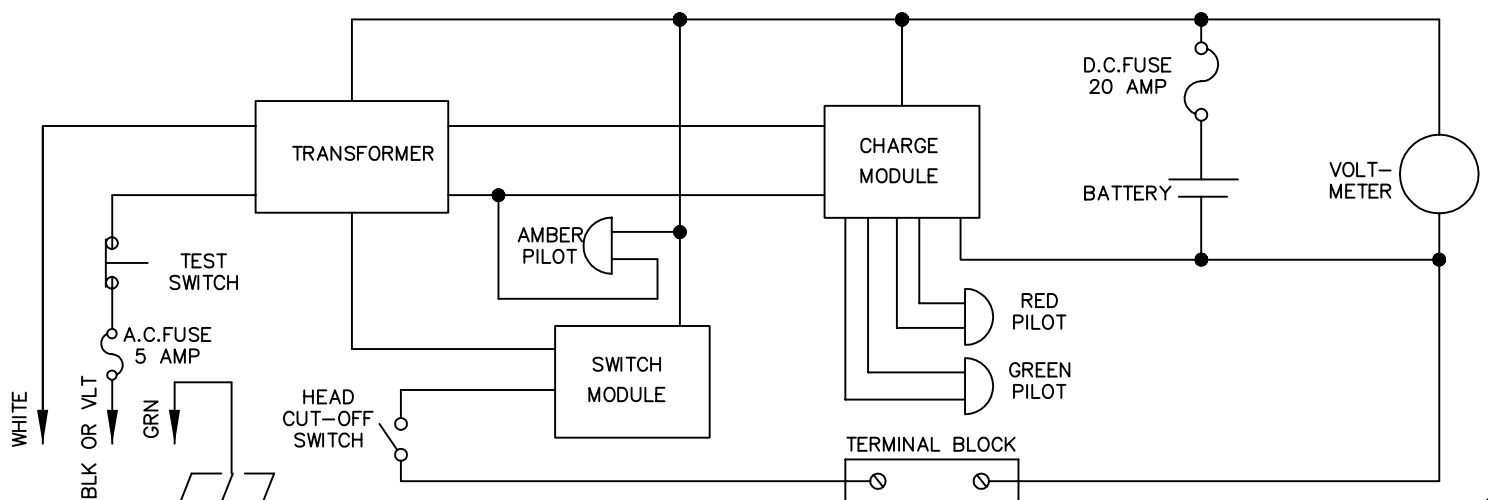 D.C.FUSE
20 AMP
TRANSFORMER
CHARGE
MODULE
BATTERY
VOLT-
METER
AMBER
PILOT
TEST
SWITCH
RED
PILOT
A.C.FUSE
5 AMP
SWITCH
MODULE
GREEN
PILOT
WHITE
BLK OR VLT
GRN
HEAD
CUT-OFF
SWITCH
TERMINAL BLOCK